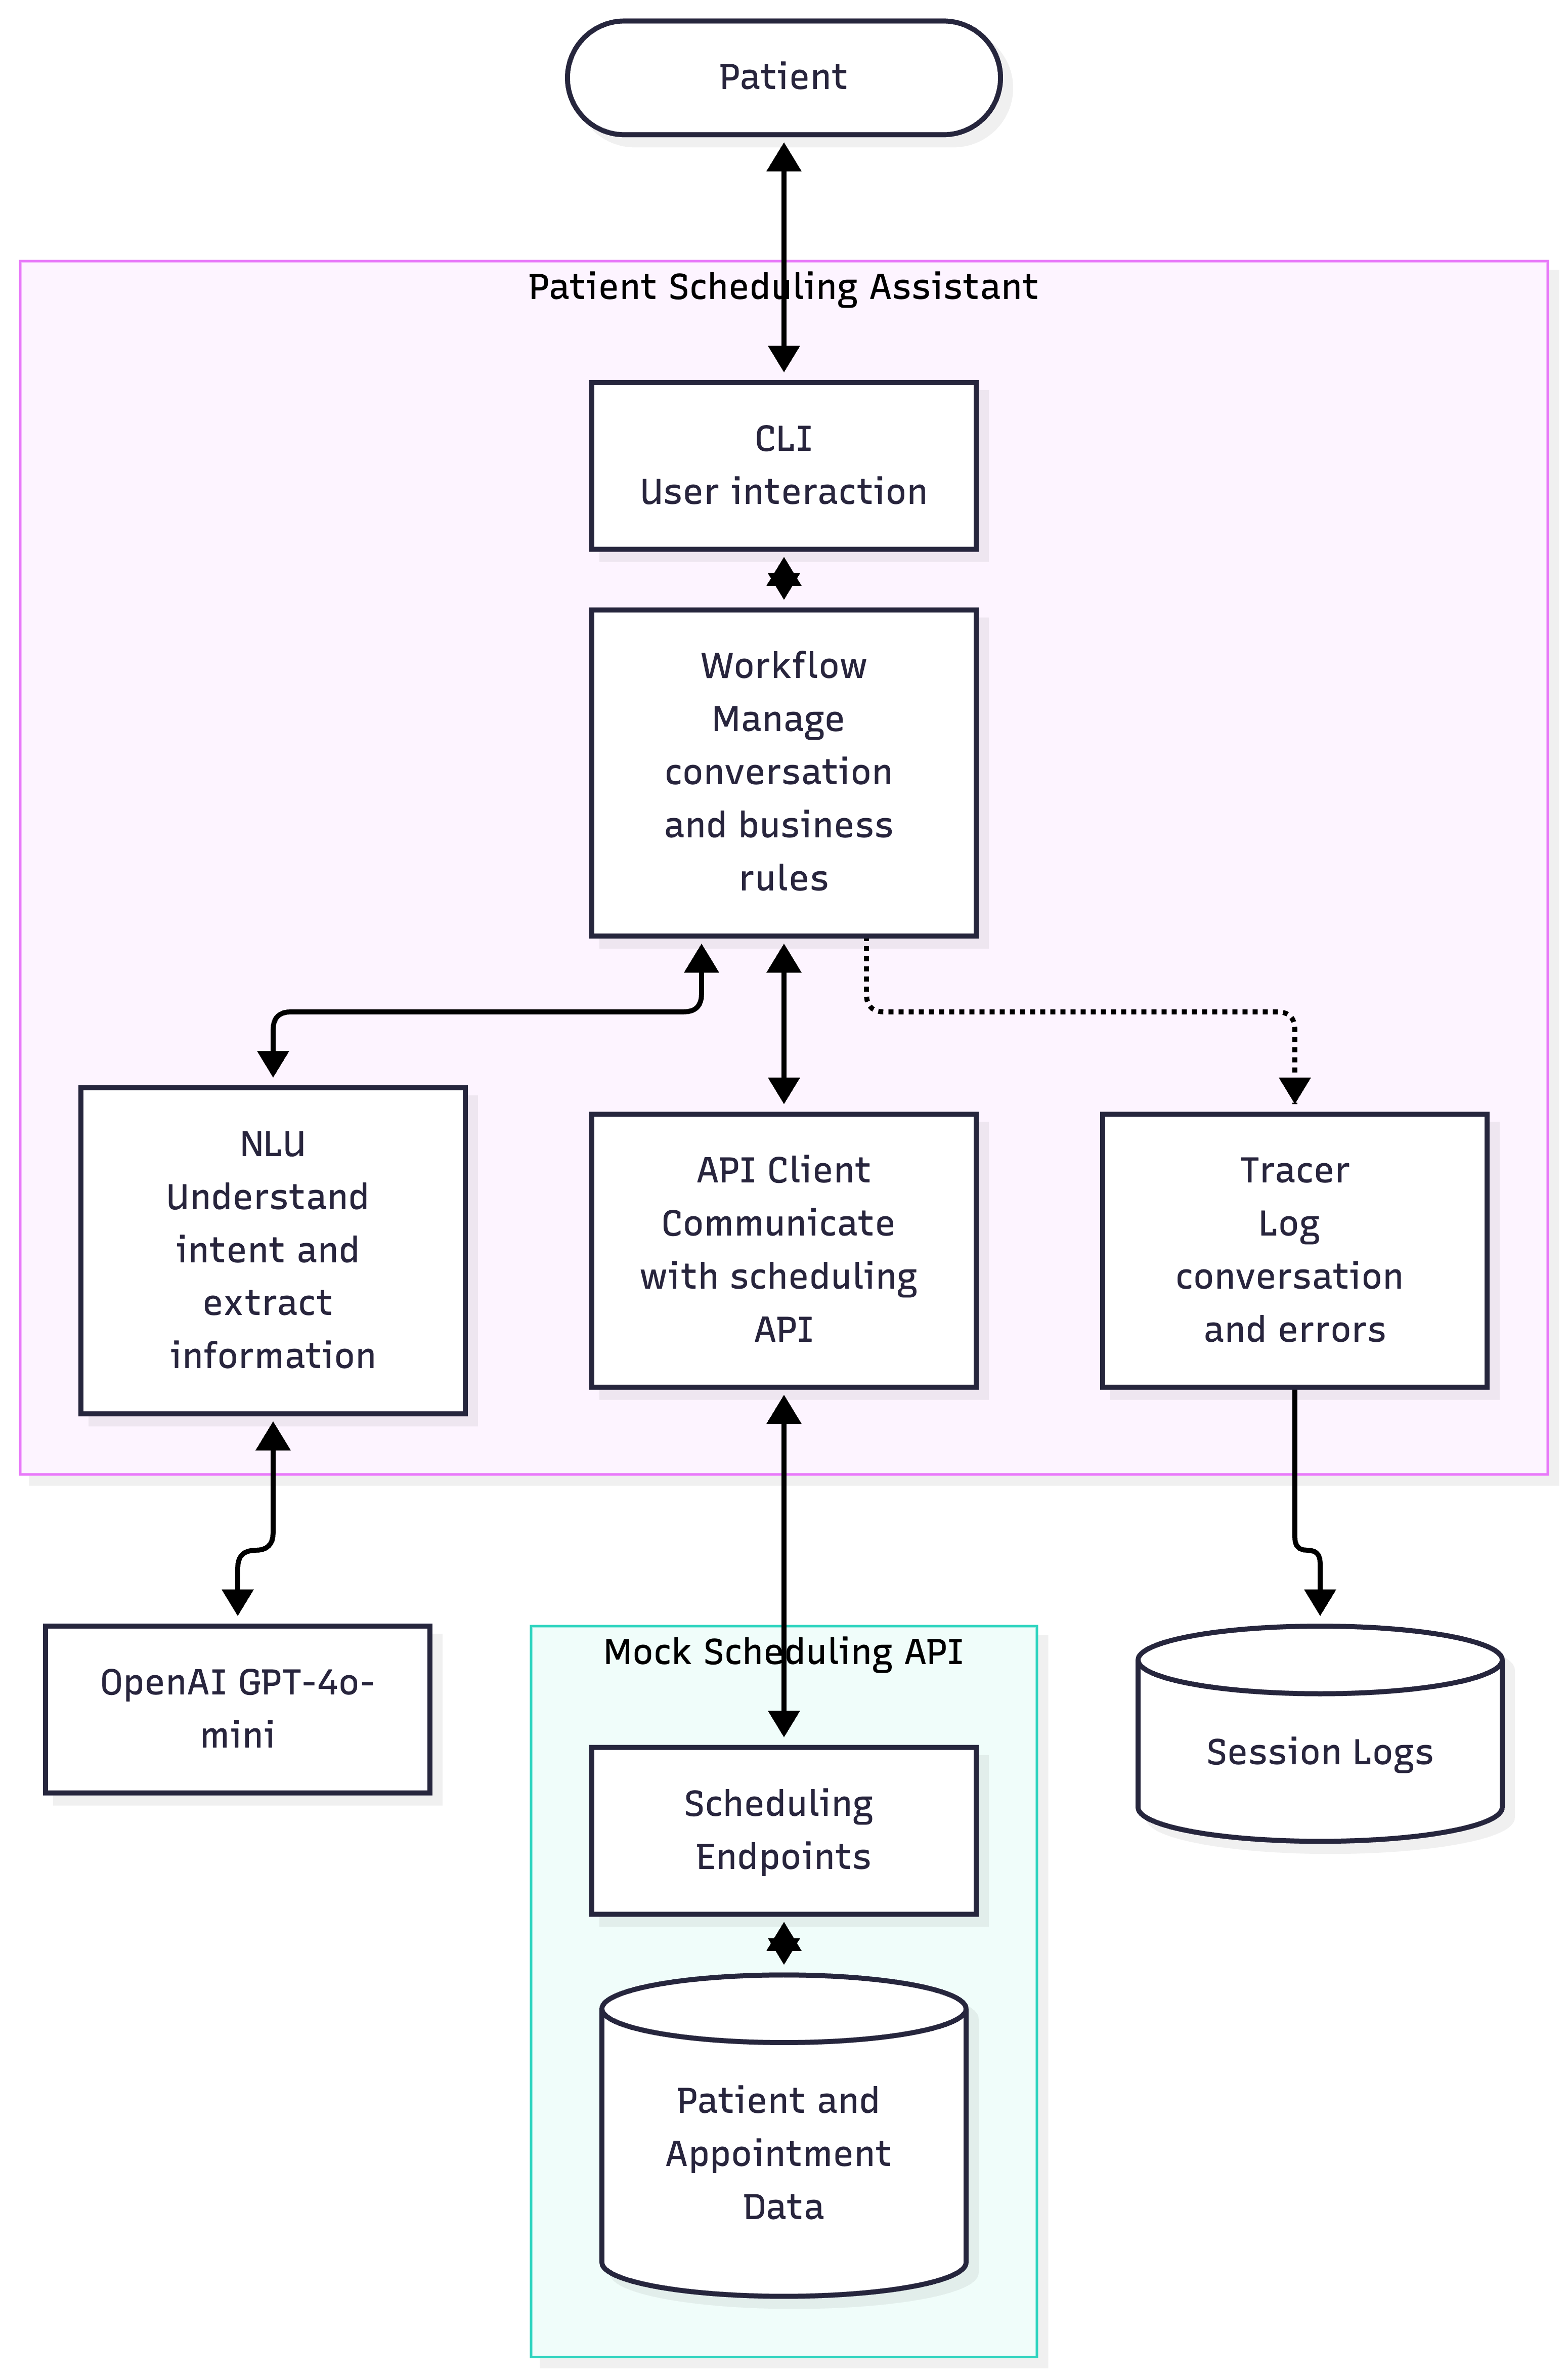 Patient
Patient Scheduling Assistant
CLI
User interaction
Workflow
Manage
conversation
and business
rules
NLU
Understand
intent and
extract
information
API Client
Communicate
with scheduling
API
Tracer
Log
conversation
and errors
OpenAI GPT-4o-
mini
Mock Scheduling API
Scheduling
Endpoints
Session Logs
Patient and
Appointment
Data